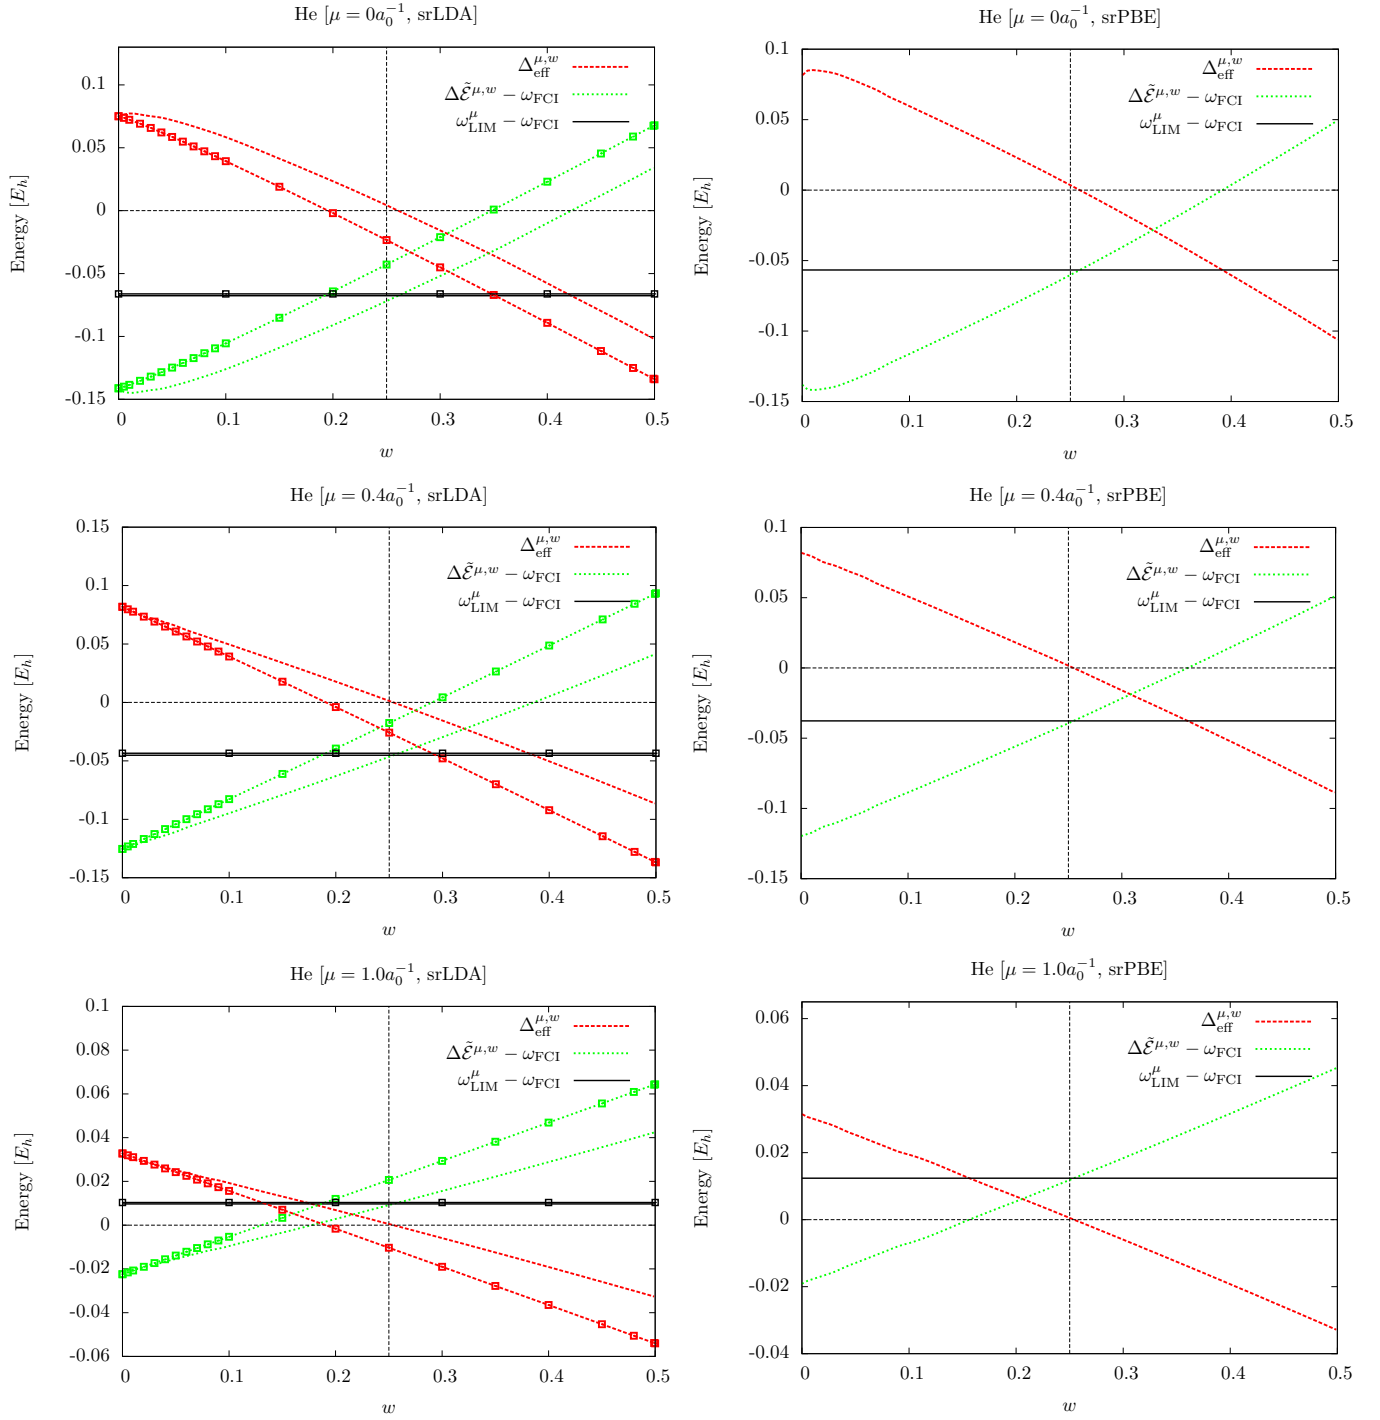 He [μ = 0a₀⁻¹, srLDA]
Δ_eff^{μ,w}
Δ𝓔̃^{μ,w} − ω_FCI
ω_LIM^μ − ω_FCI
Energy [E_h]
0.1
0.05
0
-0.05
-0.1
-0.15
0 0.1 0.2 0.3 0.4 0.5
w
He [μ = 0a₀⁻¹, srPBE]
Δ_eff^{μ,w}
Δ𝓔̃^{μ,w} − ω_FCI
ω_LIM^μ − ω_FCI
Energy [E_h]
0.1
0.05
0
-0.05
-0.1
-0.15
0 0.1 0.2 0.3 0.4 0.5
w
He [μ = 0.4a₀⁻¹, srLDA]
Δ_eff^{μ,w}
Δ𝓔̃^{μ,w} − ω_FCI
ω_LIM^μ − ω_FCI
Energy [E_h]
0.15
0.1
0.05
0
-0.05
-0.1
-0.15
0 0.1 0.2 0.3 0.4 0.5
w
He [μ = 0.4a₀⁻¹, srPBE]
Δ_eff^{μ,w}
Δ𝓔̃^{μ,w} − ω_FCI
ω_LIM^μ − ω_FCI
Energy [E_h]
0.1
0.05
0
-0.05
-0.1
-0.15
0 0.1 0.2 0.3 0.4 0.5
w
He [μ = 1.0a₀⁻¹, srLDA]
Δ_eff^{μ,w}
Δ𝓔̃^{μ,w} − ω_FCI
ω_LIM^μ − ω_FCI
Energy [E_h]
0.1
0.08
0.06
0.04
0.02
0
-0.02
-0.04
-0.06
0 0.1 0.2 0.3 0.4 0.5
w
He [μ = 1.0a₀⁻¹, srPBE]
Δ_eff^{μ,w}
Δ𝓔̃^{μ,w} − ω_FCI
ω_LIM^μ − ω_FCI
Energy [E_h]
0.06
0.04
0.02
0
-0.02
-0.04
0 0.1 0.2 0.3 0.4 0.5
w